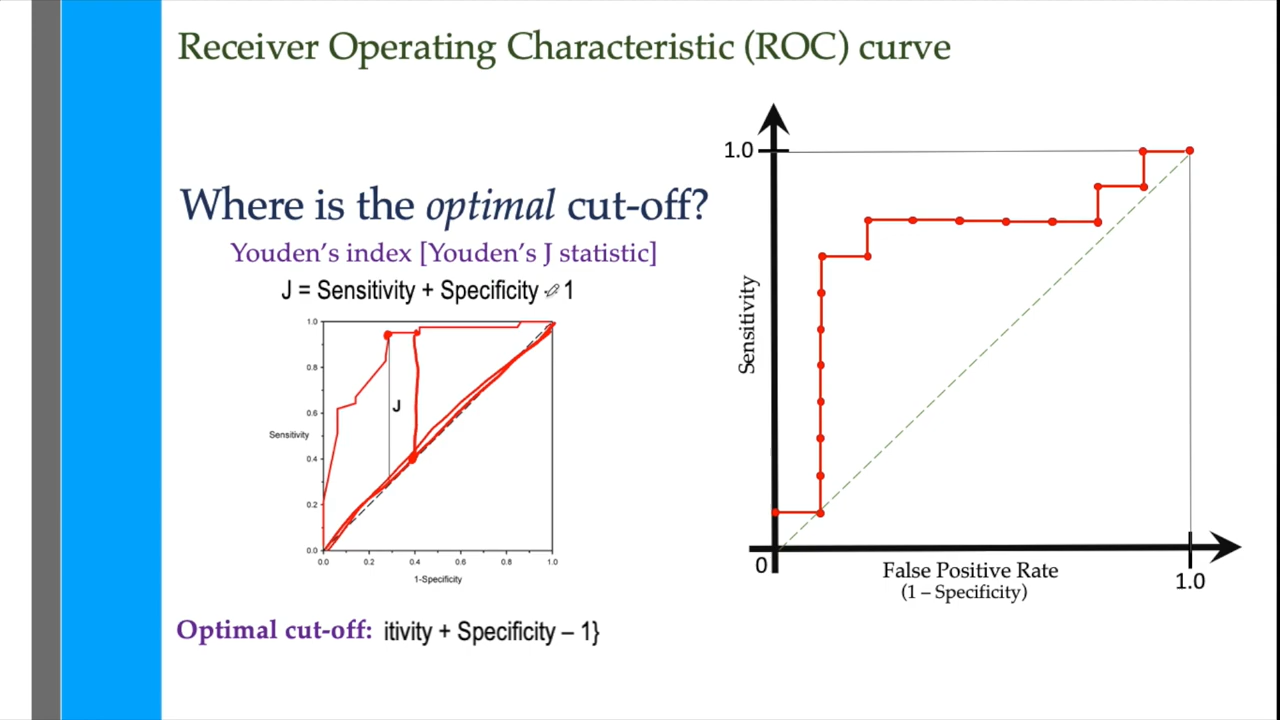 Receiver Operating Characteristic (ROC) curve
Where is the optimal cut-off?
Youden's index [Youden's J statistic]
J = Sensitivity + Specificity - 1
1.0
0.8
0.6
0.4
0.2
0.0
Sensitivity
J
0.0 0.2 0.4 0.6 0.8 1.0
1-Specificity
Optimal cut-off: itivity + Specificity – 1}
1.0
Sensitivity
0
False Positive Rate
(1 – Specificity)
1.0